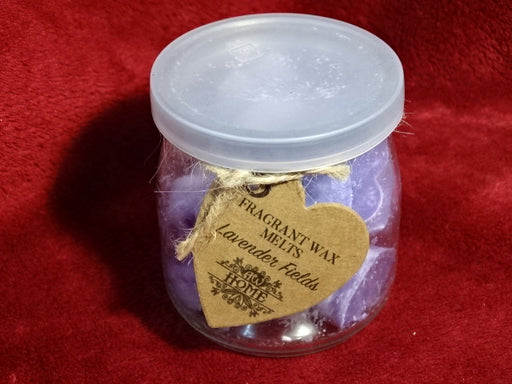 FRAGRANT WAX
MELTS
Lavender Fields
HOME